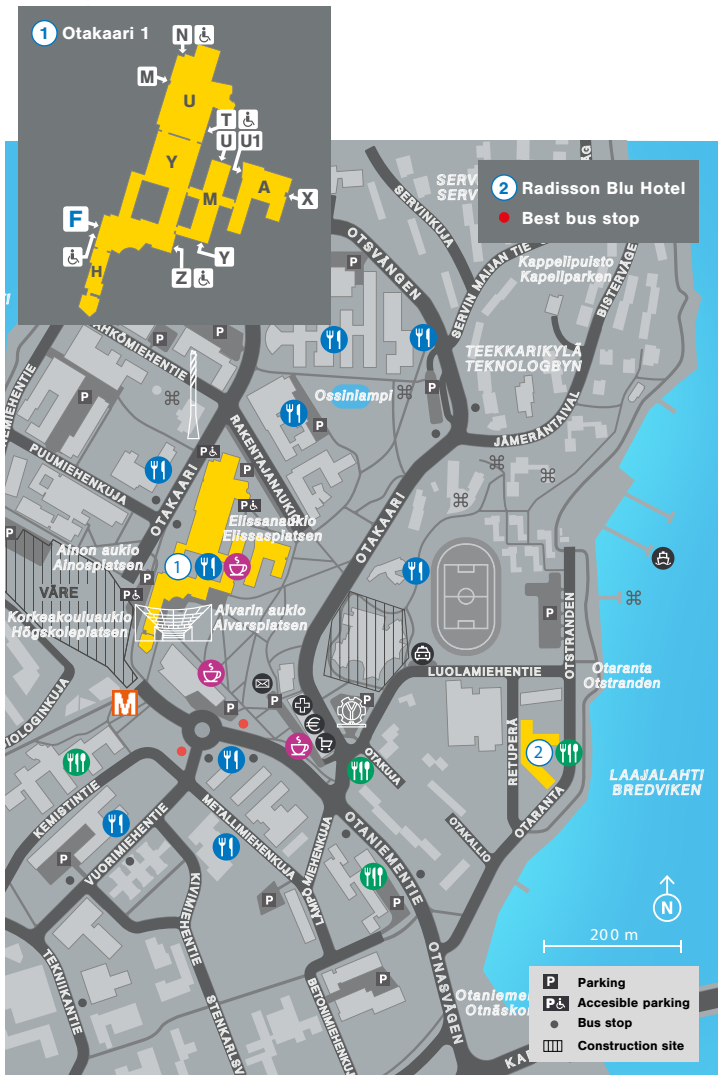 1 Otakaari 1
N
M
U
T
U U1
Y
M
A
X
F
H
Z
Y
2 Radisson Blu Hotel
Best bus stop
SERVINKUJA
OTSVÄNGEN
SERVIN MAIJAN TIE
Kappelipuisto
Kapellparken
BISTERVÄGEN
P
TEEKKARIKYLÄ
TEKNOLOGBYN
Ossinlampi
P
JÄMERÄNTAIVAL
P
P
P
PUUMIEHENKUJA
OTAKAARI
RAKENTAJANAUKIO
P
P
P
P
Elissanaukio
Elissasplatsen
OTAKAARI
Ainon aukio
Ainosplatsen
P
P
1
VÄRE
P
Korkeakouluaukio
Högskoleplatsen
Alvarin aukio
Alvarsplatsen
P
OTSTRANDEN
LUOLAMIEHENTIE
Otaranta
Otstranden
M
P
P
P
€
OTAKUJA
RETUPERÄ
2
LAAJALAHTI
BREDVIKEN
KEMISTINTIE
VUORIMIEHENTIE
METALLIMIEHENKUJA
LÄMPÖMIEHENKUJA
OTANIEMENTIE
OTAKALLIO
OTARANTA
P
P
P
KIVIMIEHENTIE
TEKNIIKANTIE
BETONIMIEHENKUJA
P
OTNÄSVÄGEN
N
200 m
P Parking
P Accesible parking
Bus stop
Construction site